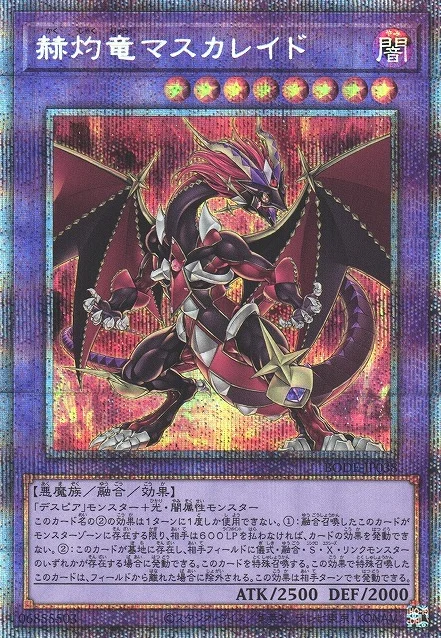 赫灼竜マスカレイド
闇
BODE-JP038
【悪魔族／融合／効果】
「デスピア」モンスター＋光・闇属性モンスター
このカード名の②の効果は1ターンに1度しか使用できない。①：融合召喚したこのカードが
モンスターゾーンに存在する限り、相手は600LPを払わなければ、カードの効果を発動でき
ない。②：このカードが墓地に存在し、相手フィールドに儀式・融合・S・X・リンクモンスター
のいずれかが存在する場合に発動できる。このカードを特殊召喚する。この効果で特殊召喚した
このカードは、フィールドから離れた場合に除外される。この効果は相手ターンでも発動できる。
ATK/2500 DEF/2000